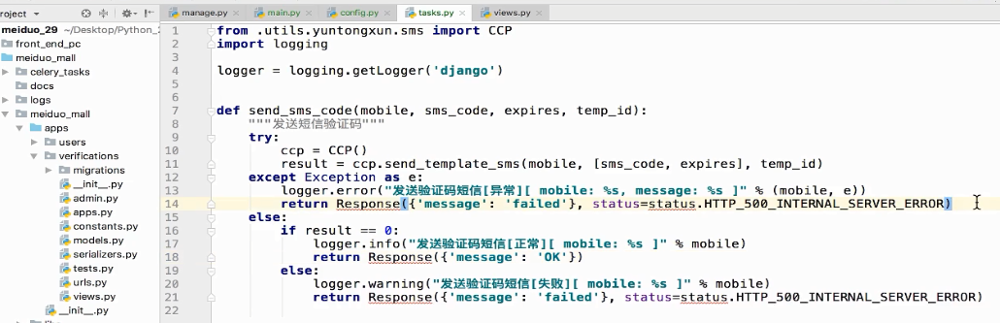 roject
manage.py
main.py
config.py
tasks.py
views.py
meiduo_29 ~/Desktop/Python_
front_end_pc
meiduo_mall
celery_tasks
docs
logs
meiduo_mall
apps
users
verifications
migrations
__init__.py
admin.py
apps.py
constants.py
models.py
serializers.py
tests.py
urls.py
views.py
__init__.py
1 from .utils.yuntongxun.sms import CCP
2 import logging
3
4 logger = logging.getLogger('django')
5
6
7 def send_sms_code(mobile, sms_code, expires, temp_id):
8 """发送短信验证码"""
9 try:
10 ccp = CCP()
11 result = ccp.send_template_sms(mobile, [sms_code, expires], temp_id)
12 except Exception as e:
13 logger.error("发送验证码短信[异常][ mobile: %s, message: %s ]" % (mobile, e))
14 return Response({'message': 'failed'}, status=status.HTTP_500_INTERNAL_SERVER_ERROR)
15 else:
16 if result == 0:
17 logger.info("发送验证码短信[正常][ mobile: %s ]" % mobile)
18 return Response({'message': 'OK'})
19 else:
20 logger.warning("发送验证码短信[失败][ mobile: %s ]" % mobile)
21 return Response({'message': 'failed'}, status=status.HTTP_500_INTERNAL_SERVER_ERROR)
22